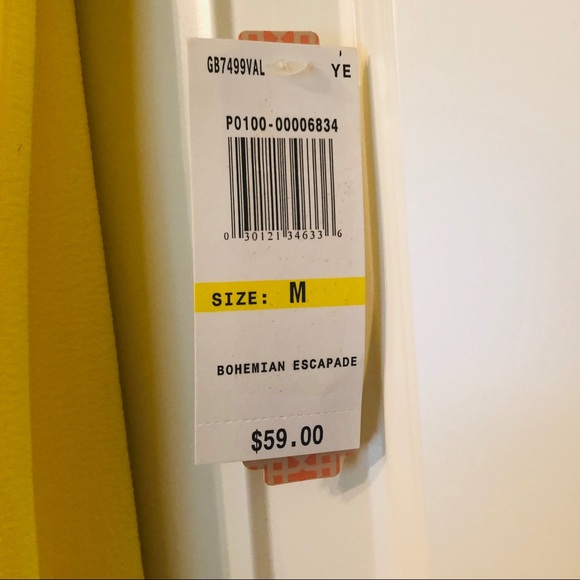 GB7499VAL YE
P0100-00006834
0 30121 34633 6
SIZE: M
BOHEMIAN ESCAPADE
$59.00